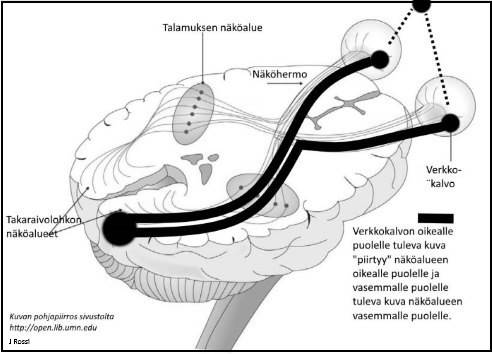 Talamuksen näköalue
Näköhermo
Verkko-
¨kalvo
Takaraivolohkon
näköalueet
Verkkokalvon oikealle
puolelle tuleva kuva
"piirtyy" näköalueen
oikealle puolelle ja
vasemmalle puolelle
tuleva kuva näköalueen
vasemmalle puolelle.
Kuvan pohjapiirros sivustolta
http://open.lib.umn.edu
J Rossi